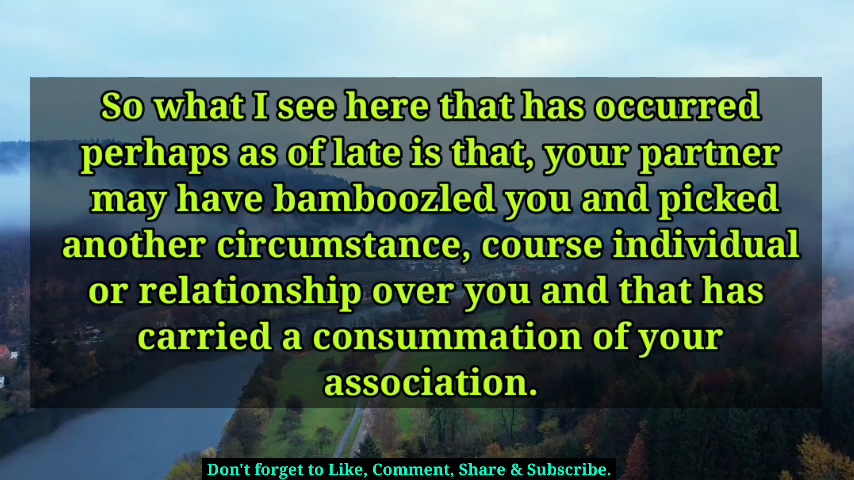 So what I see here that has occurred
perhaps as of late is that, your partner
may have bamboozled you and picked
another circumstance, course individual
or relationship over you and that has
carried a consummation of your
association.
Don't forget to Like, Comment, Share & Subscribe.